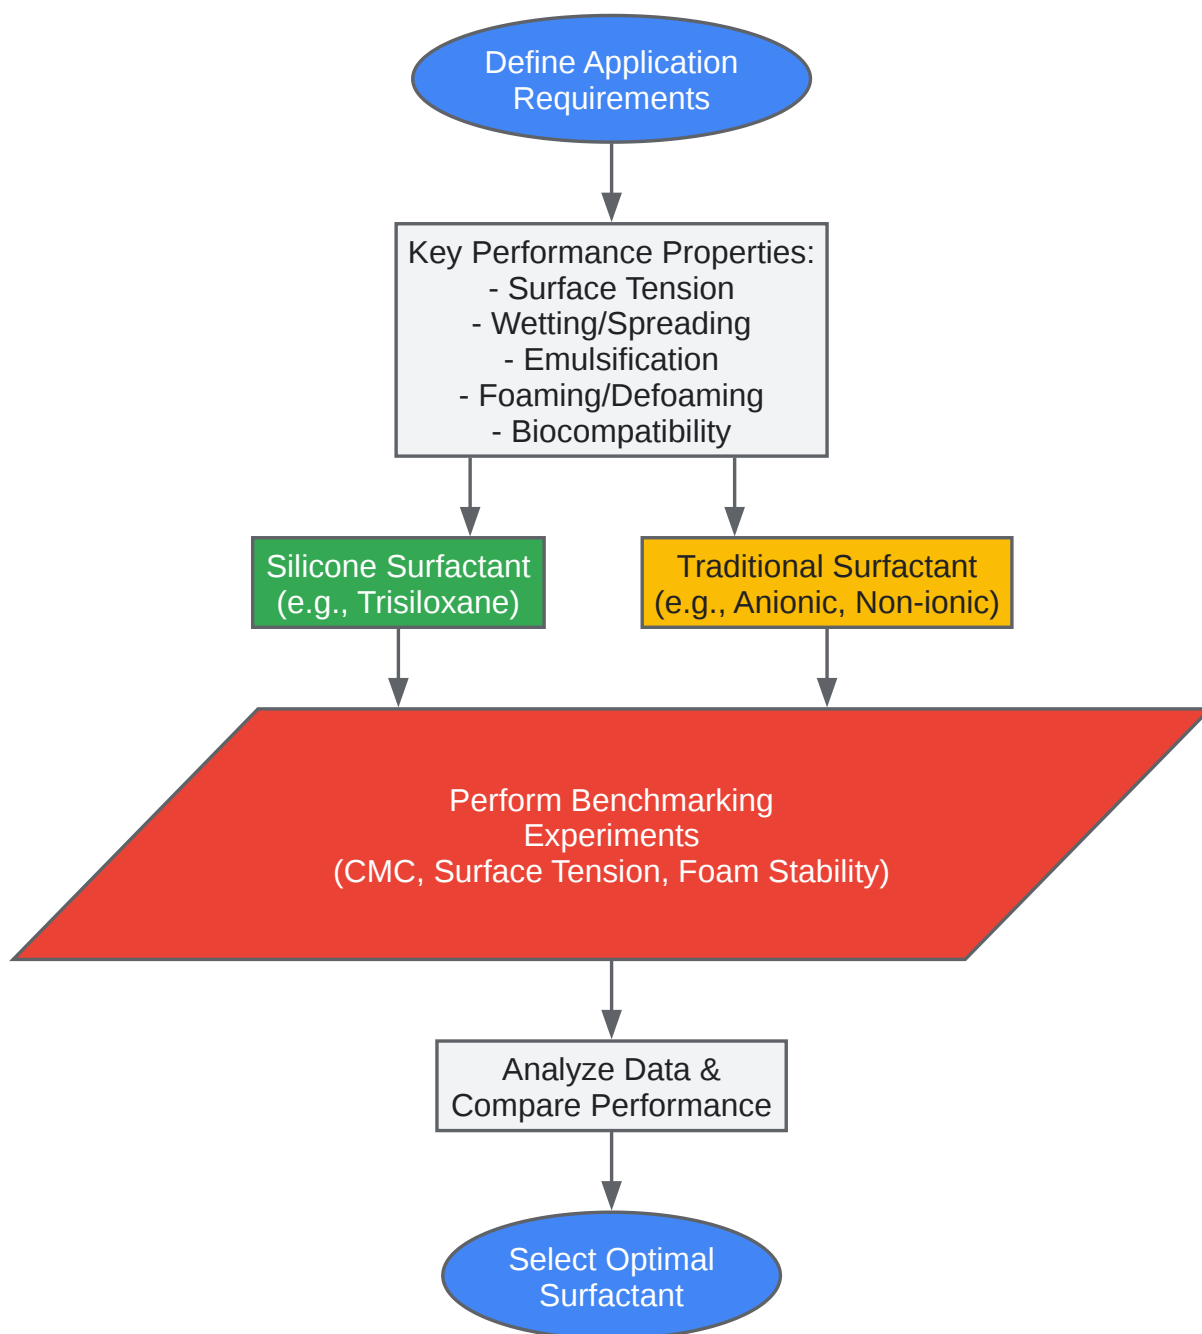 Define Application
Requirements
Key Performance Properties:
- Surface Tension
- Wetting/Spreading
- Emulsification
- Foaming/Defoaming
- Biocompatibility
Silicone Surfactant
(e.g., Trisiloxane)
Traditional Surfactant
(e.g., Anionic, Non-ionic)
Perform Benchmarking
Experiments
(CMC, Surface Tension, Foam Stability)
Analyze Data &
Compare Performance
Select Optimal
Surfactant